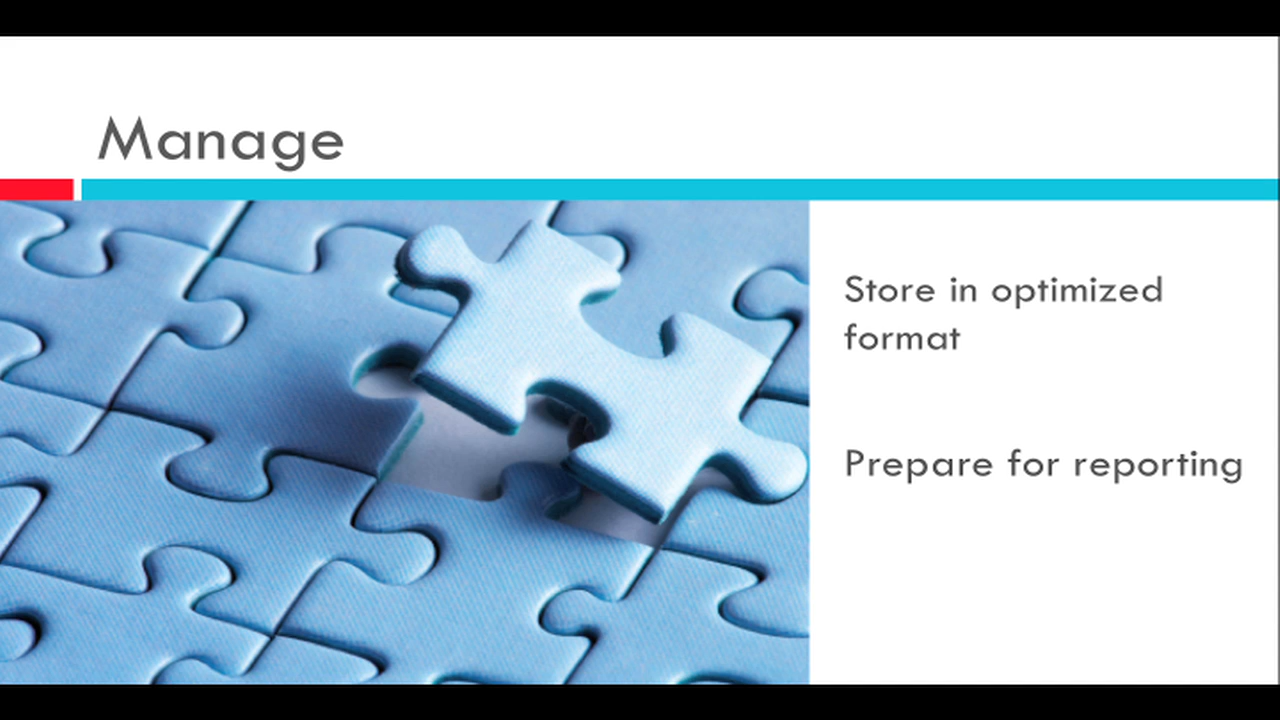 Manage
Store in optimized
format
Prepare for reporting